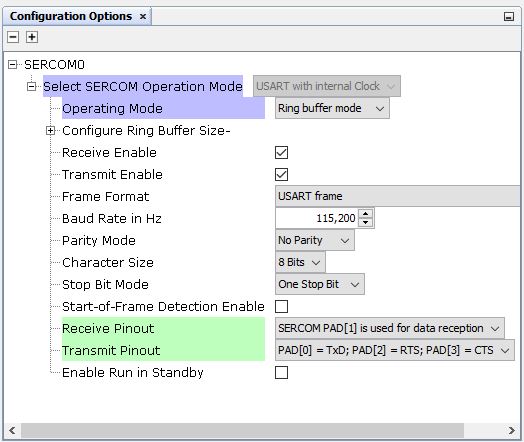 Configuration Options
SERCOM0
Select SERCOM Operation Mode USART with internal Clock
Operating Mode Ring buffer mode
Configure Ring Buffer Size-
Receive Enable
Transmit Enable
Frame Format USART frame
Baud Rate in Hz 115,200
Parity Mode No Parity
Character Size 8 Bits
Stop Bit Mode One Stop Bit
Start-of-Frame Detection Enable
Receive Pinout SERCOM PAD[1] is used for data reception
Transmit Pinout PAD[0] = TxD; PAD[2] = RTS; PAD[3] = CTS
Enable Run in Standby